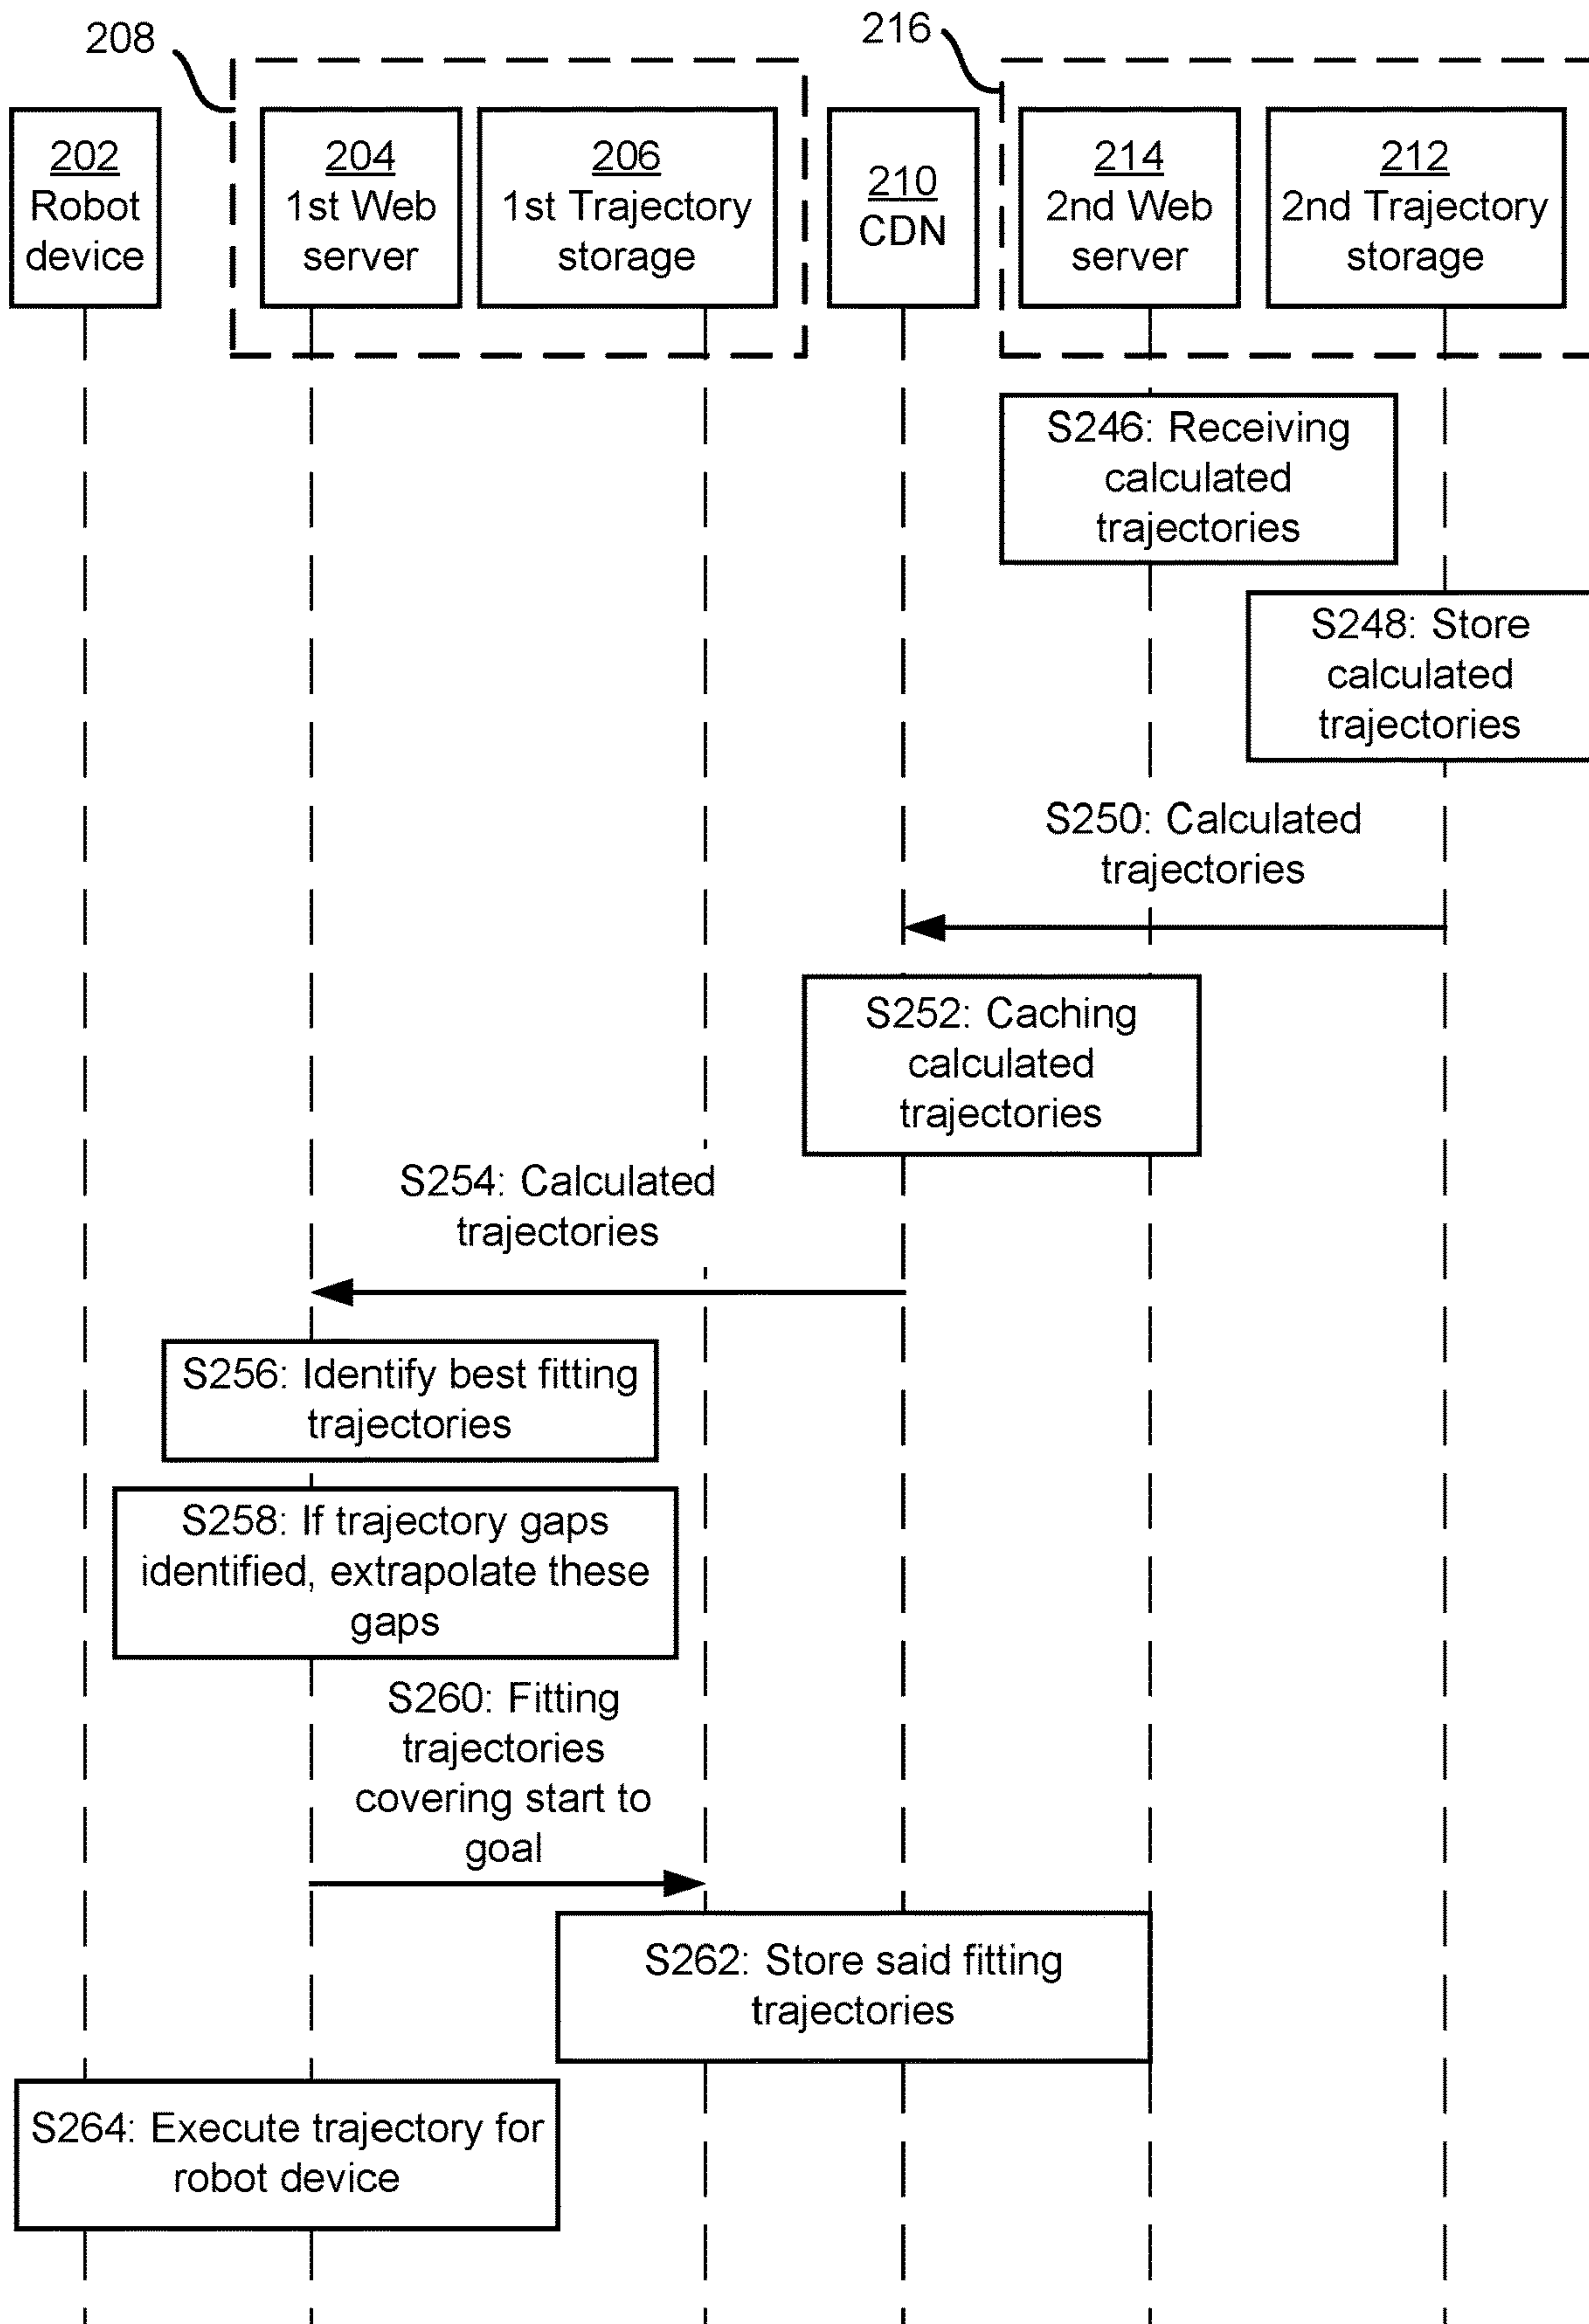 208
216
202
Robot
device
204
1st Web
server
206
1st Trajectory
storage
210
CDN
214
2nd Web
server
212
2nd Trajectory
storage
S246: Receiving
calculated
trajectories
S248: Store
calculated
trajectories
S250: Calculated
trajectories
S252: Caching
calculated
trajectories
S254: Calculated
trajectories
S256: Identify best fitting
trajectories
S258: If trajectory gaps
identified, extrapolate these
gaps
S260: Fitting
trajectories
covering start to
goal
S262: Store said fitting
trajectories
S264: Execute trajectory for
robot device